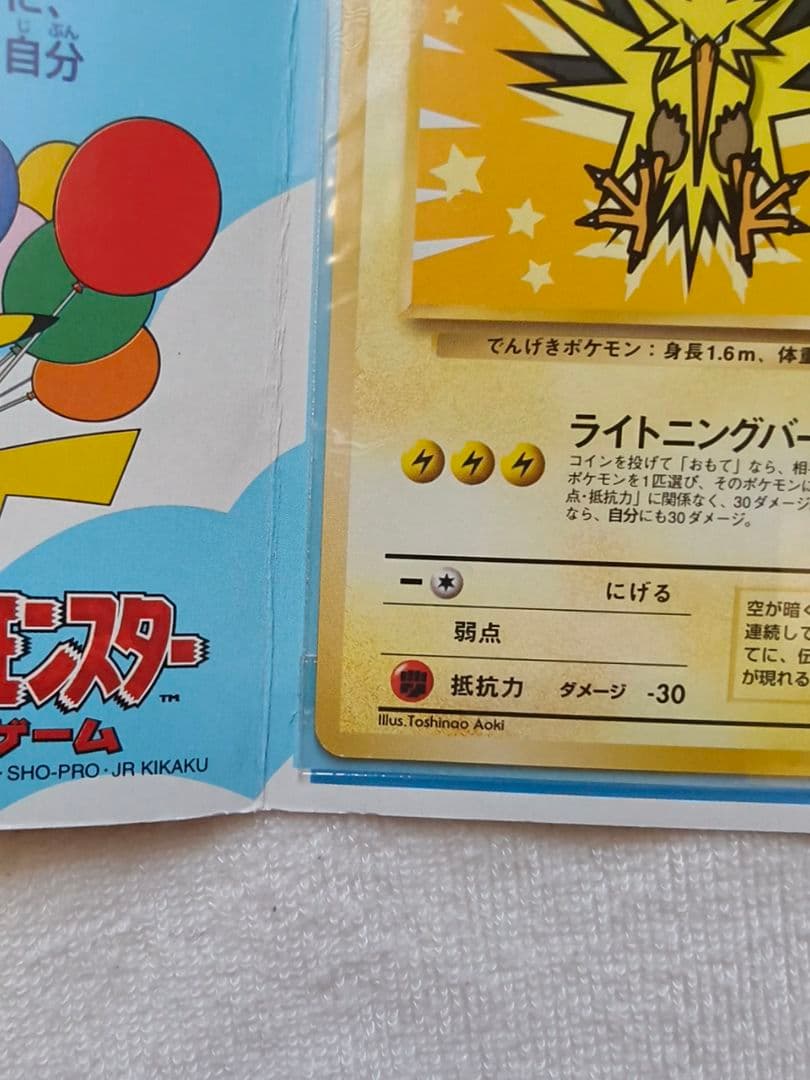 に、
じぶん
自分
モンスター
TM
ゲーム
・SHO-PRO・JR KIKAKU
でんげきポケモン：身長1.6m、体重
ライトニングバー
コインを投げて「おもて」なら、相
ポケモンを1匹選び、そのポケモンに
点・抵抗力」に関係なく、30ダメージ
なら、自分にも30ダメージ。
ー にげる
弱点
抵抗力 ダメージ -30
Illus.Toshinao Aoki
空が暗く
連続して
てに、伝
が現れる